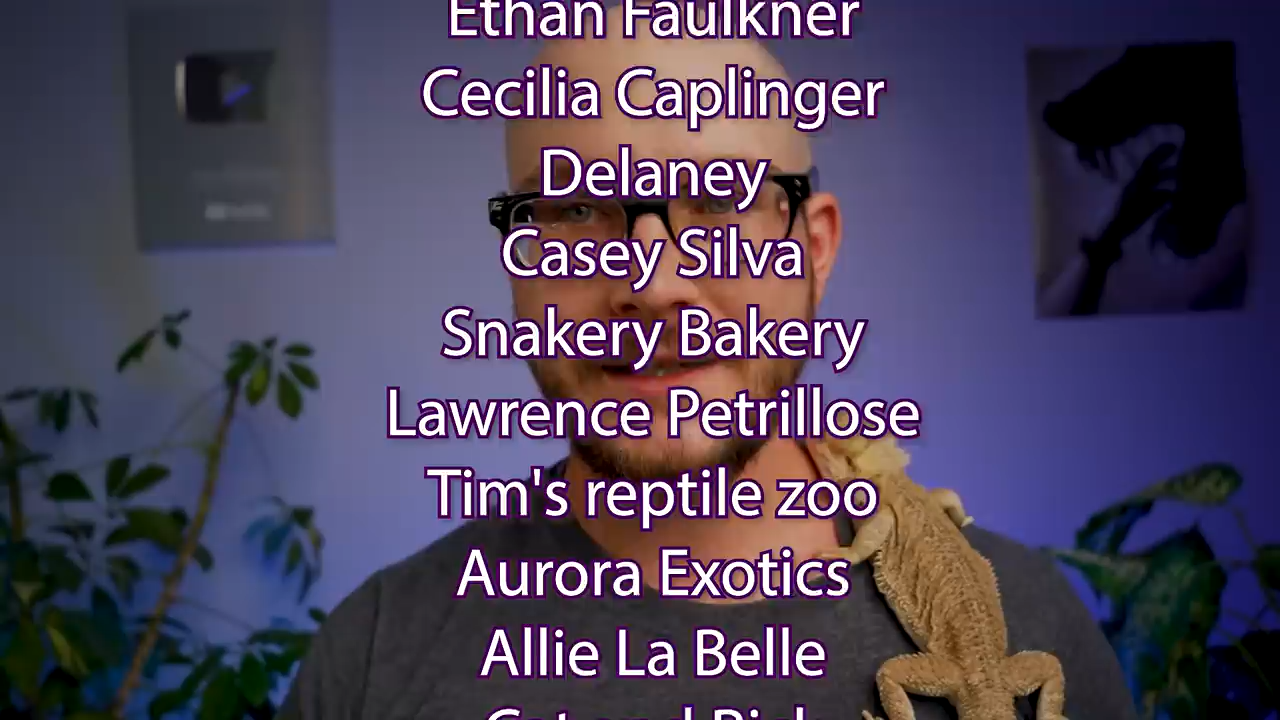 Ethan Faulkner
Cecilia Caplinger
Delaney
Casey Silva
Snakery Bakery
Lawrence Petrillose
Tim's reptile zoo
Aurora Exotics
Allie La Belle